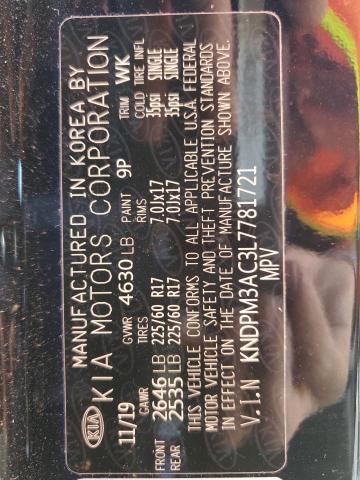 MANUFACTURED IN KOREA BY
KIA KIA MOTORS CORPORATION
11/19 GVWR 4630 LB PAINT 9P TRIM WK
GAWR TIRES RIMS COLD TIRE INFL
FRONT 2646 LB 225/60 R17 7.0Jx17 35psi SINGLE
REAR 2535 LB 225/60 R17 7.0Jx17 35psi SINGLE
THIS VEHICLE CONFORMS TO ALL APPLICABLE U.S.A. FEDERAL
MOTOR VEHICLE SAFETY AND THEFT PREVENTION STANDARDS
IN EFFECT ON THE DATE OF MANUFACTURE SHOWN ABOVE.
V.I.N KNDPM3AC3L7781721
MPV